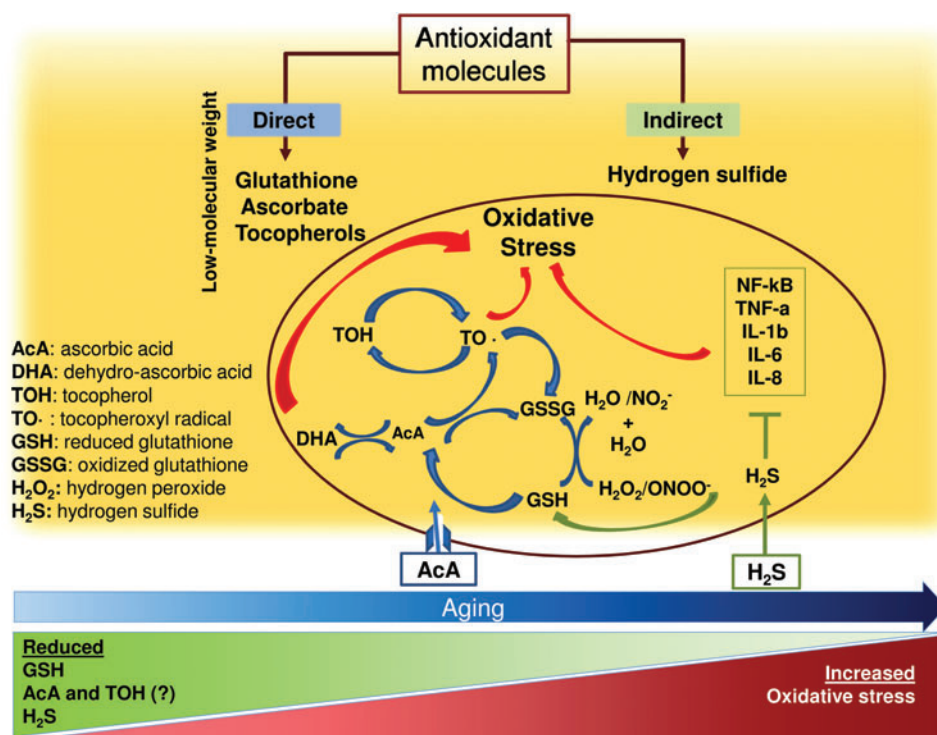 Antioxidant
molecules
Low-molecular weight
Direct
Indirect
Glutathione
Ascorbate
Tocopherols
Hydrogen sulfide
Oxidative
Stress
NF-kB
TNF-a
IL-1b
IL-6
IL-8
TOH
TO·
AcA: ascorbic acid
DHA: dehydro-ascorbic acid
TOH: tocopherol
TO· : tocopheroxyl radical
GSH: reduced glutathione
GSSG: oxidized glutathione
H₂O₂: hydrogen peroxide
H₂S: hydrogen sulfide
DHA
AcA
GSSG
H₂O /NO₂⁻
+
H₂O
GSH
H₂O₂/ONOO⁻
H₂S
AcA
H₂S
Aging
Reduced
GSH
AcA and TOH (?)
H₂S
Increased
Oxidative stress